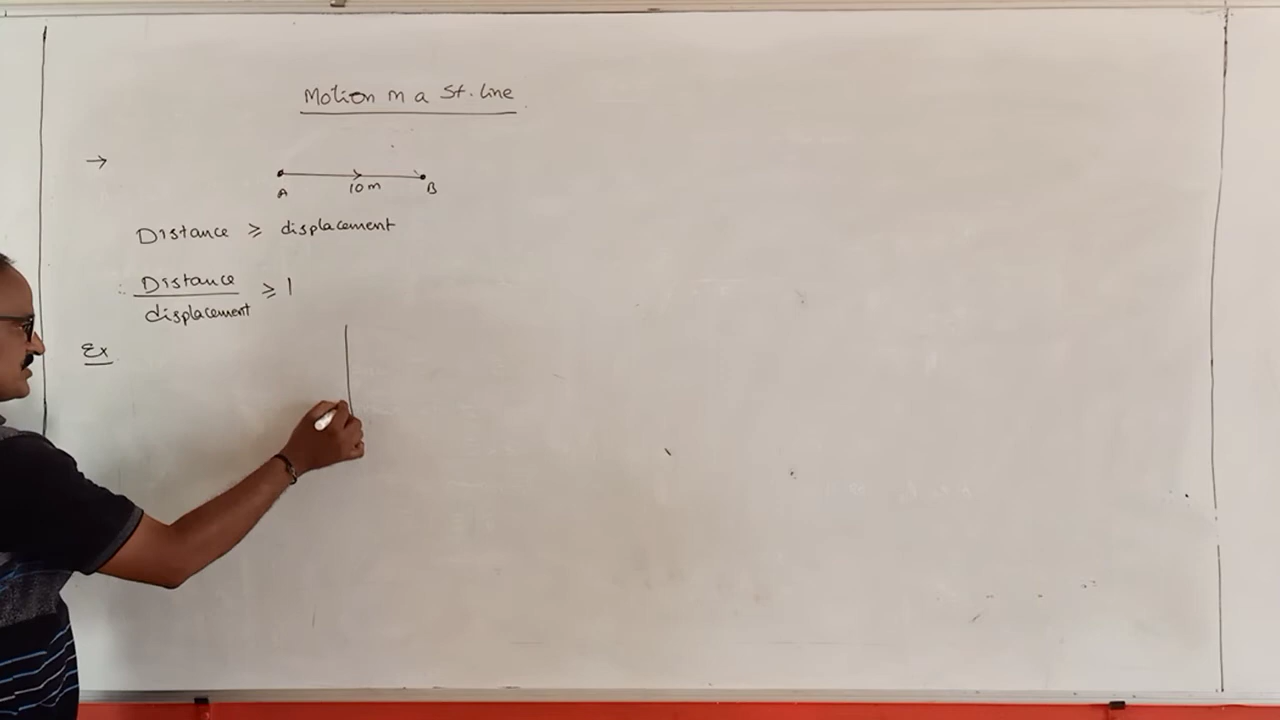 Motion in a St. line
→
A 10 m B
Distance ≥ displacement
∴ Distance
displacement ≥ 1
Ex